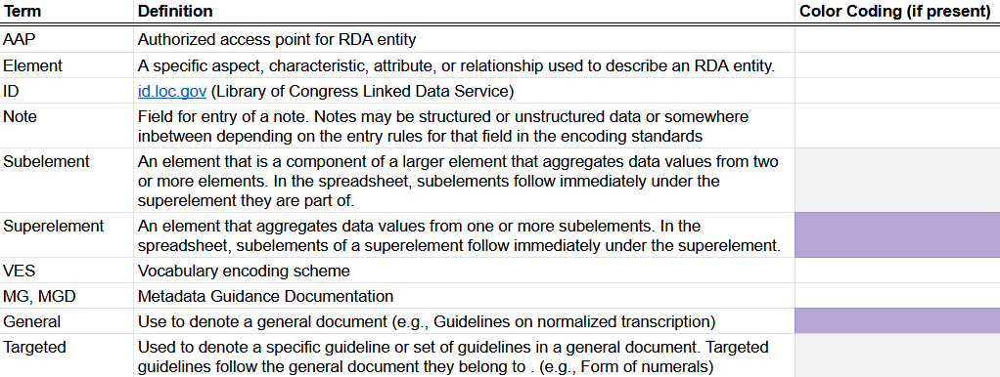 Term Definition Color Coding (if present)
AAP Authorized access point for RDA entity
Element A specific aspect, characteristic, attribute, or relationship used to describe an RDA entity.
ID id.loc.gov (Library of Congress Linked Data Service)
Note Field for entry of a note. Notes may be structured or unstructured data or somewhere
inbetween depending on the entry rules for that field in the encoding standards
Subelement An element that is a component of a larger element that aggregates data values from two
or more elements. In the spreadsheet, subelements follow immediately under the
superelement they are part of.
Superelement An element that aggregates data values from one or more subelements. In the
spreadsheet, subelements of a superelement follow immediately under the superelement.
VES Vocabulary encoding scheme
MG, MGD Metadata Guidance Documentation
General Use to denote a general document (e.g., Guidelines on normalized transcription)
Targeted Used to denote a specific guideline or set of guidelines in a general document. Targeted
guidelines follow the general document they belong to . (e.g., Form of numerals)